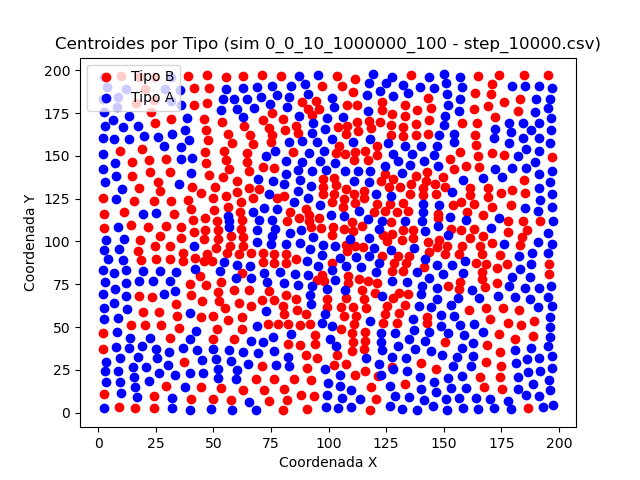 Centroides por Tipo (sim 0_0_10_1000000_100 - step_10000.csv)
Tipo B
Tipo A
200
175
150
125
100
75
50
25
0
Coordenada Y
0 25 50 75 100 125 150 175 200
Coordenada X